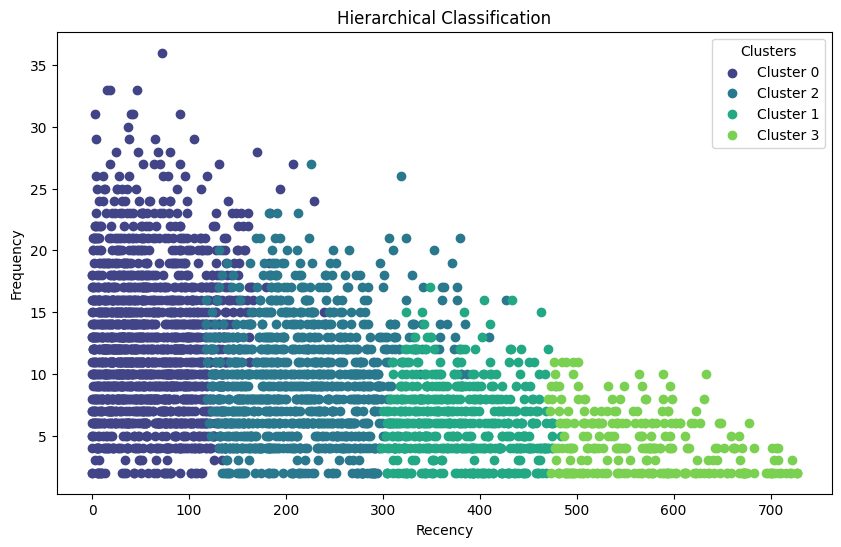 Hierarchical Classification
Clusters
Cluster 0
Cluster 2
Cluster 1
Cluster 3
Frequency
35
30
25
20
15
10
5
0
100
200
300
400
500
600
700
Recency